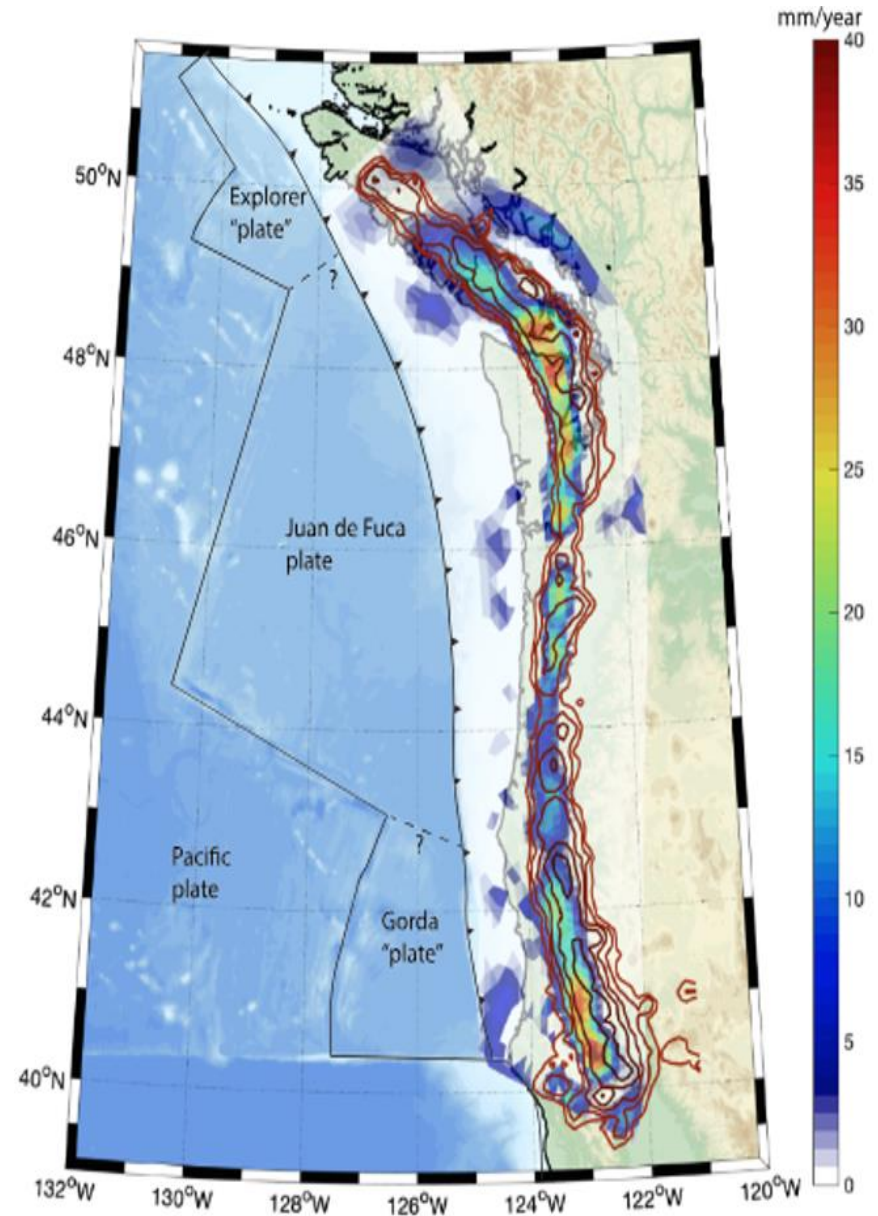 mm/year
40
35
30
25
20
15
10
5
0
50°N
48°N
46°N
44°N
42°N
40°N
Explorer
"plate"
?
Juan de Fuca
plate
?
Pacific
plate
Gorda
"plate"
132°W
130°W
128°W
126°W
124°W
122°W
120°W